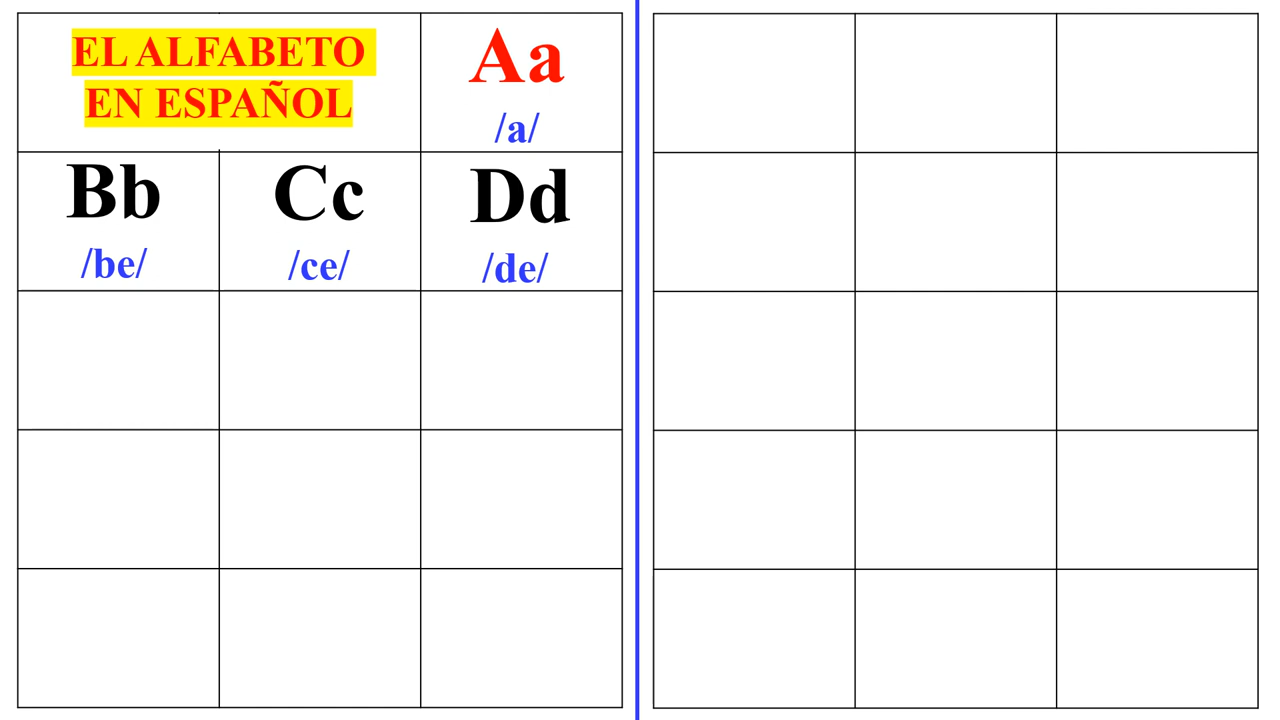 EL ALFABETO
EN ESPAÑOL
Aa
/a/
Bb
/be/
Cc
/ce/
Dd
/de/